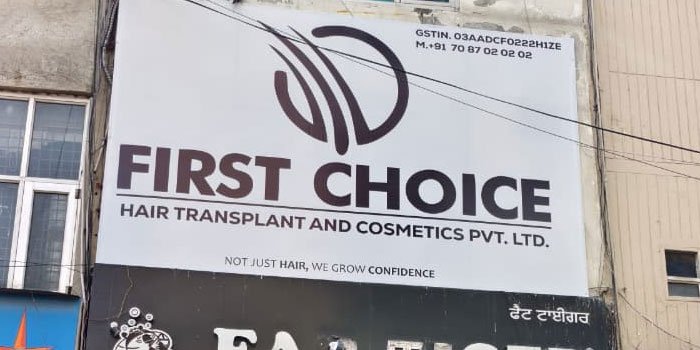 GSTIN. 03AADCF0222H1ZE
M.+91 70 87 02 02 02
FIRST CHOICE
HAIR TRANSPLANT AND COSMETICS PVT. LTD.
NOT JUST HAIR, WE GROW CONFIDENCE
ਫੈਂਟ ਟਾਈਗਰ